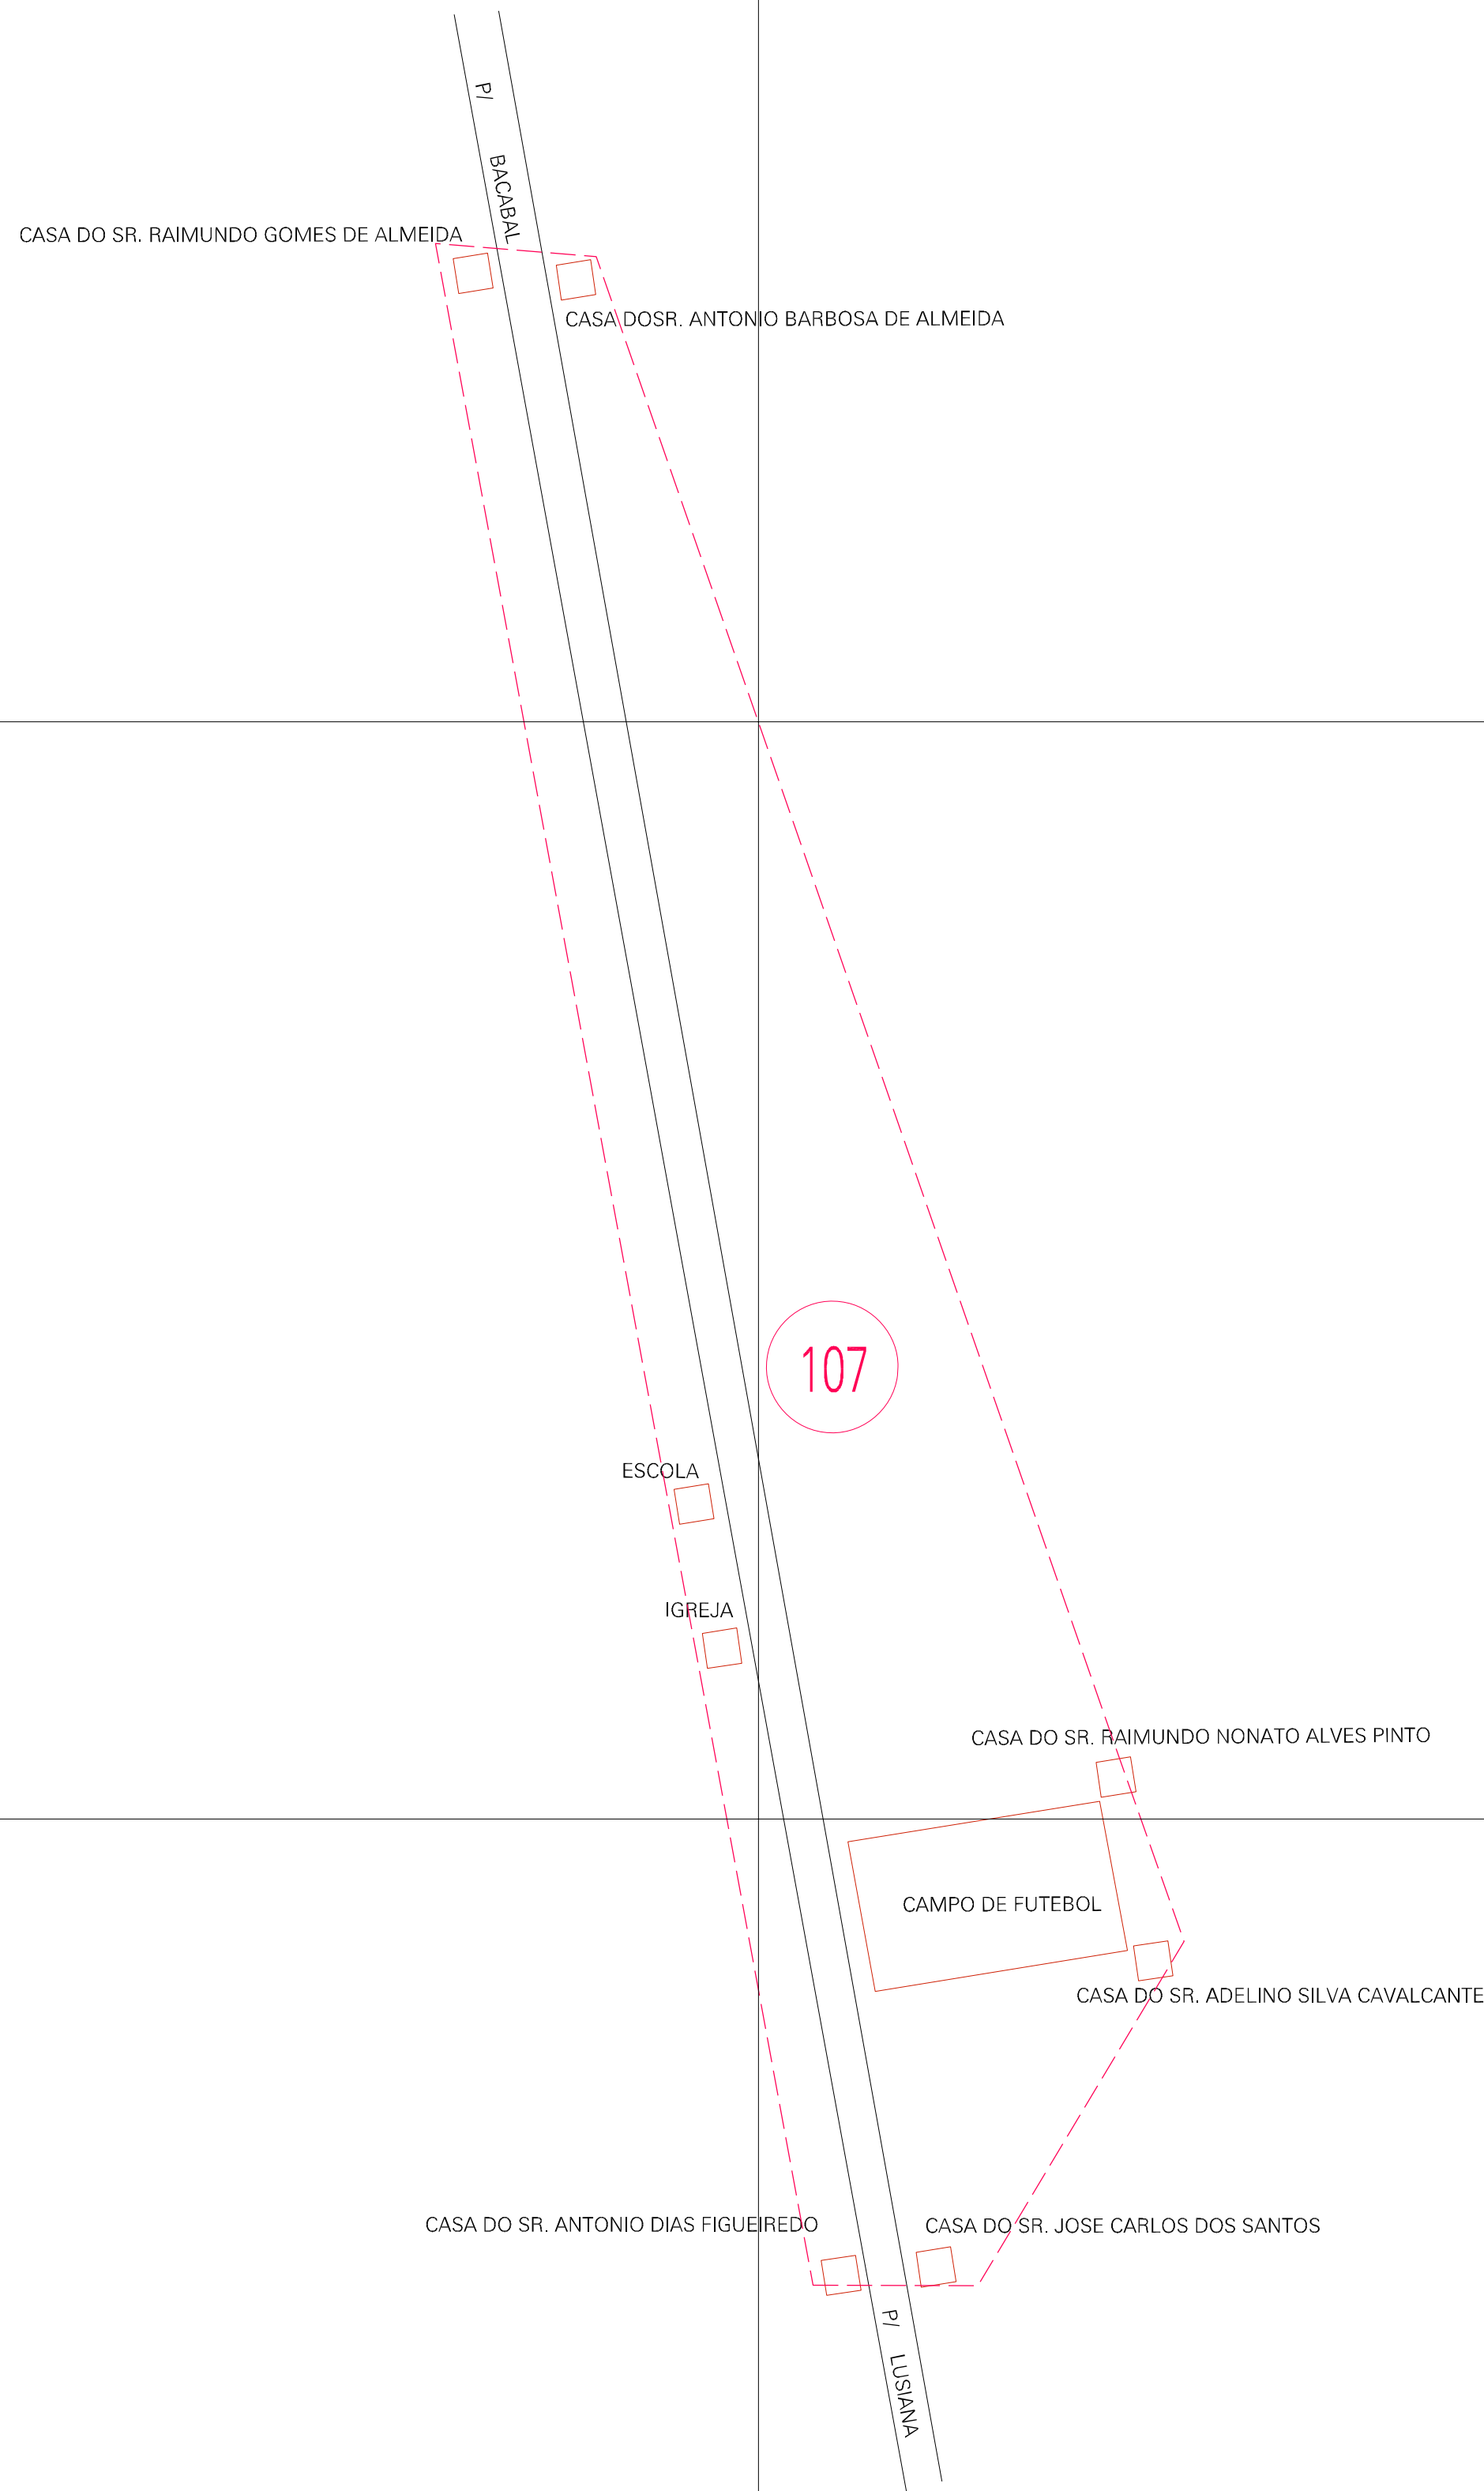 P/ BACABAL
CASA DO SR. RAIMUNDO GOMES DE ALMEIDA
CASA DOSR. ANTONIO BARBOSA DE ALMEIDA
107
ESCOLA
IGREJA
CASA DO SR. RAIMUNDO NONATO ALVES PINTO
CAMPO DE FUTEBOL
CASA DO SR. ADELINO SILVA CAVALCANTE
CASA DO SR. ANTONIO DIAS FIGUEIREDO
CASA DO SR. JOSE CARLOS DOS SANTOS
P/ LUSIANA